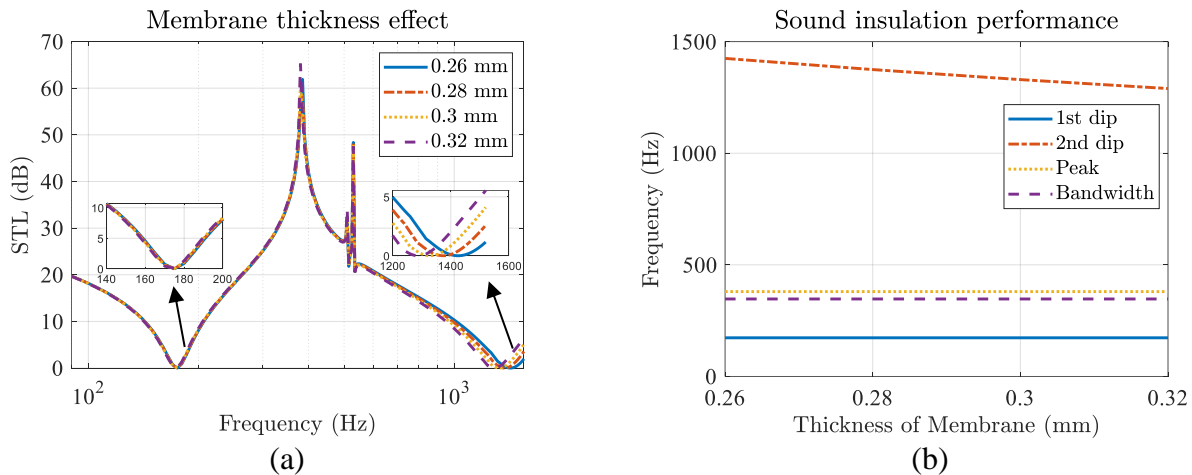 Membrane thickness effect
70
60
50
40
30
20
10
0
STL (dB)
0.26 mm
0.28 mm
0.3 mm
0.32 mm
10
5
0
140 160 180 200
5
0
1200 1400 1600
10^2 10^3
Frequency (Hz)
(a)
Sound insulation performance
1500
1000
500
0
Frequency (Hz)
1st dip
2nd dip
Peak
Bandwidth
0.26 0.28 0.3 0.32
Thickness of Membrane (mm)
(b)